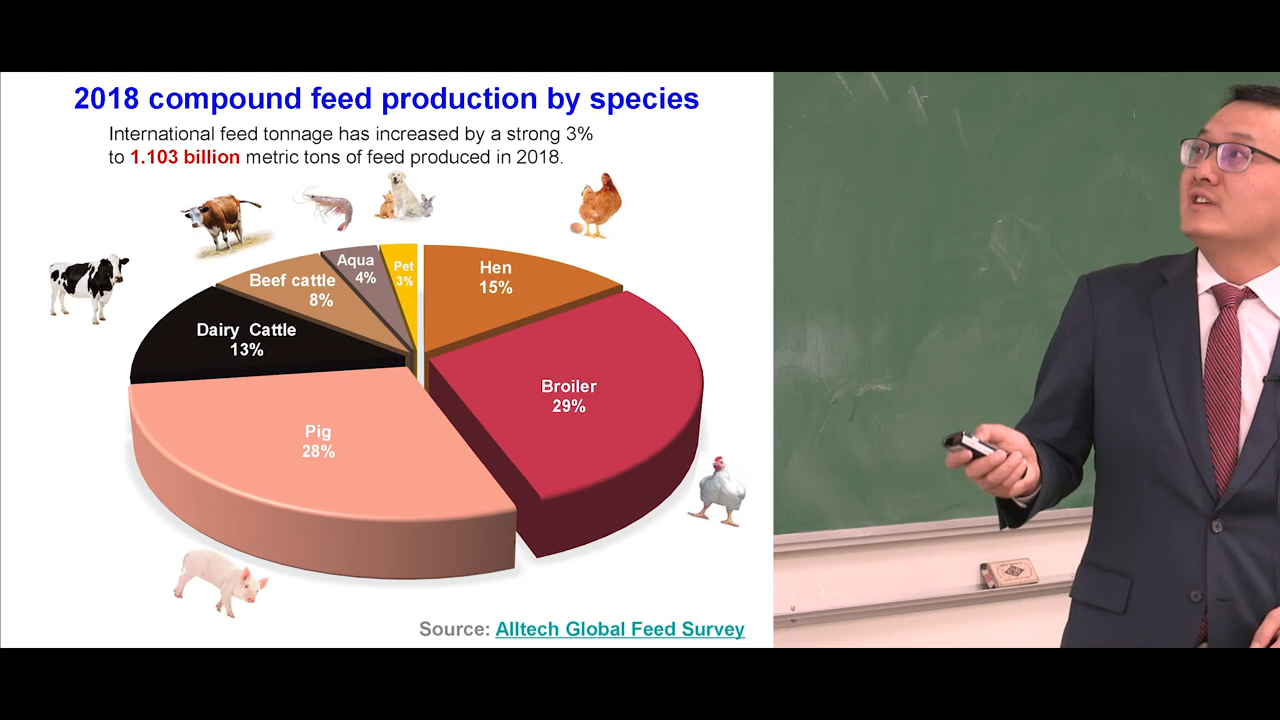 2018 compound feed production by species
International feed tonnage has increased by a strong 3%
to 1.103 billion metric tons of feed produced in 2018.
Hen
15%
Broiler
29%
Pig
28%
Dairy Cattle
13%
Beef cattle
8%
Aqua
4%
Pet
3%
Source: Alltech Global Feed Survey